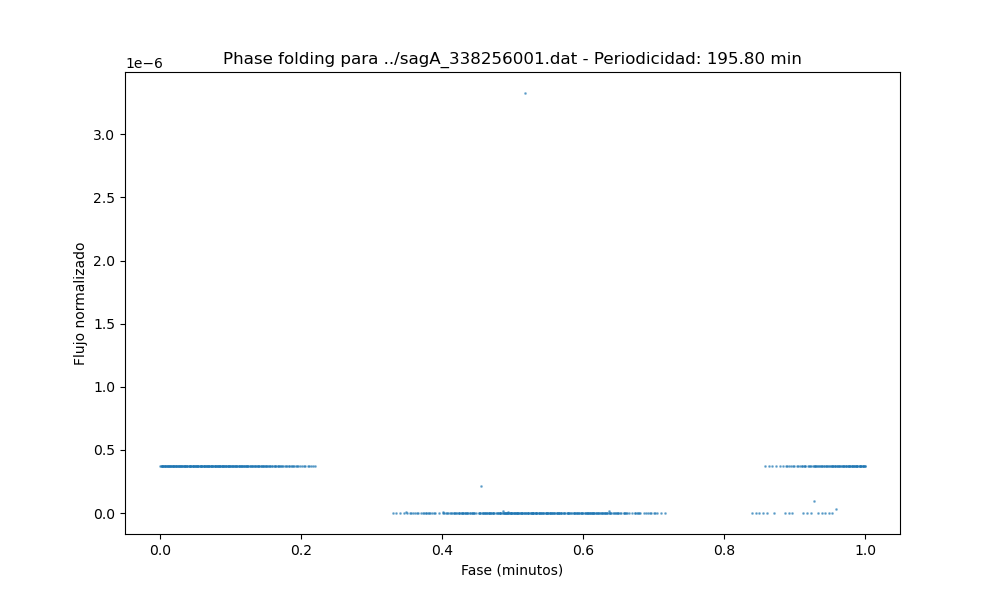 Phase folding para ../sagA_338256001.dat - Periodicidad: 195.80 min
1e−6
3.0
2.5
2.0
1.5
1.0
0.5
0.0
Flujo normalizado
0.0 0.2 0.4 0.6 0.8 1.0
Fase (minutos)